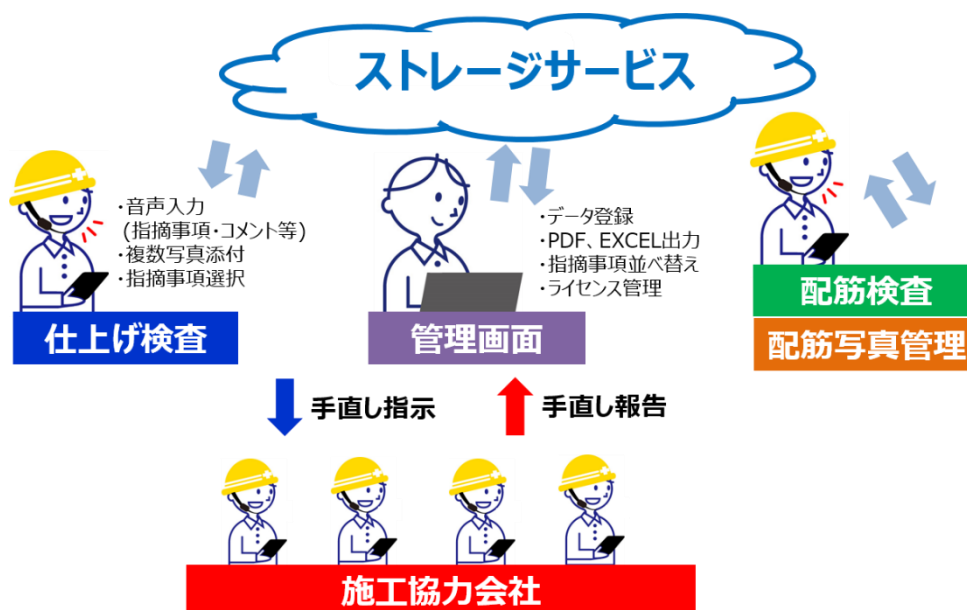 ストレージサービス
・音声入力
(指摘事項・コメント等)
・複数写真添付
・指摘事項選択
仕上げ検査
・データ登録
・PDF、EXCEL出力
・指摘事項並べ替え
・ライセンス管理
管理画面
配筋検査
配筋写真管理
手直し指示
手直し報告
施工協力会社